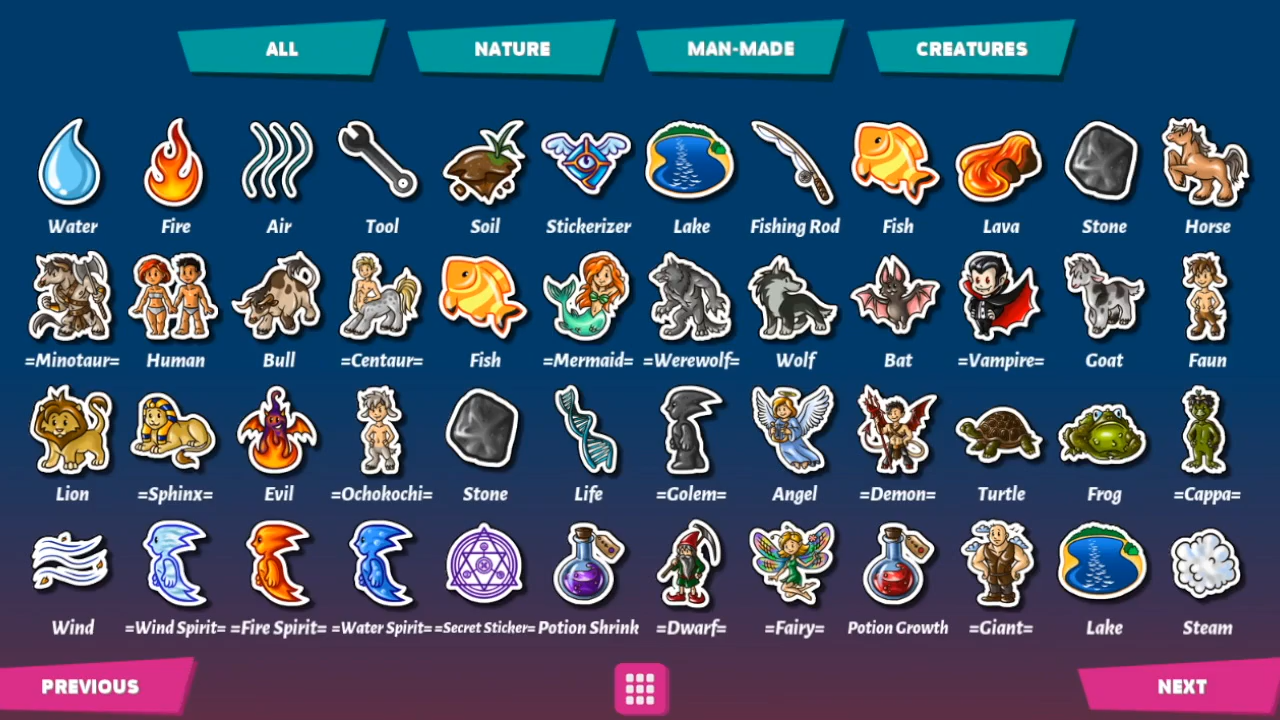 ALL NATURE MAN-MADE CREATURES
Water Fire Air Tool Soil Stickerizer Lake Fishing Rod Fish Lava Stone Horse
=Minotaur= Human Bull =Centaur= Fish =Mermaid= =Werewolf= Wolf Bat =Vampire= Goat Faun
Lion =Sphinx= Evil =Ochokochi= Stone Life =Golem= Angel =Demon= Turtle Frog =Cappa=
Wind =Wind Spirit= =Fire Spirit= =Water Spirit= =Secret Sticker= Potion Shrink =Dwarf= =Fairy= Potion Growth =Giant= Lake Steam
PREVIOUS NEXT